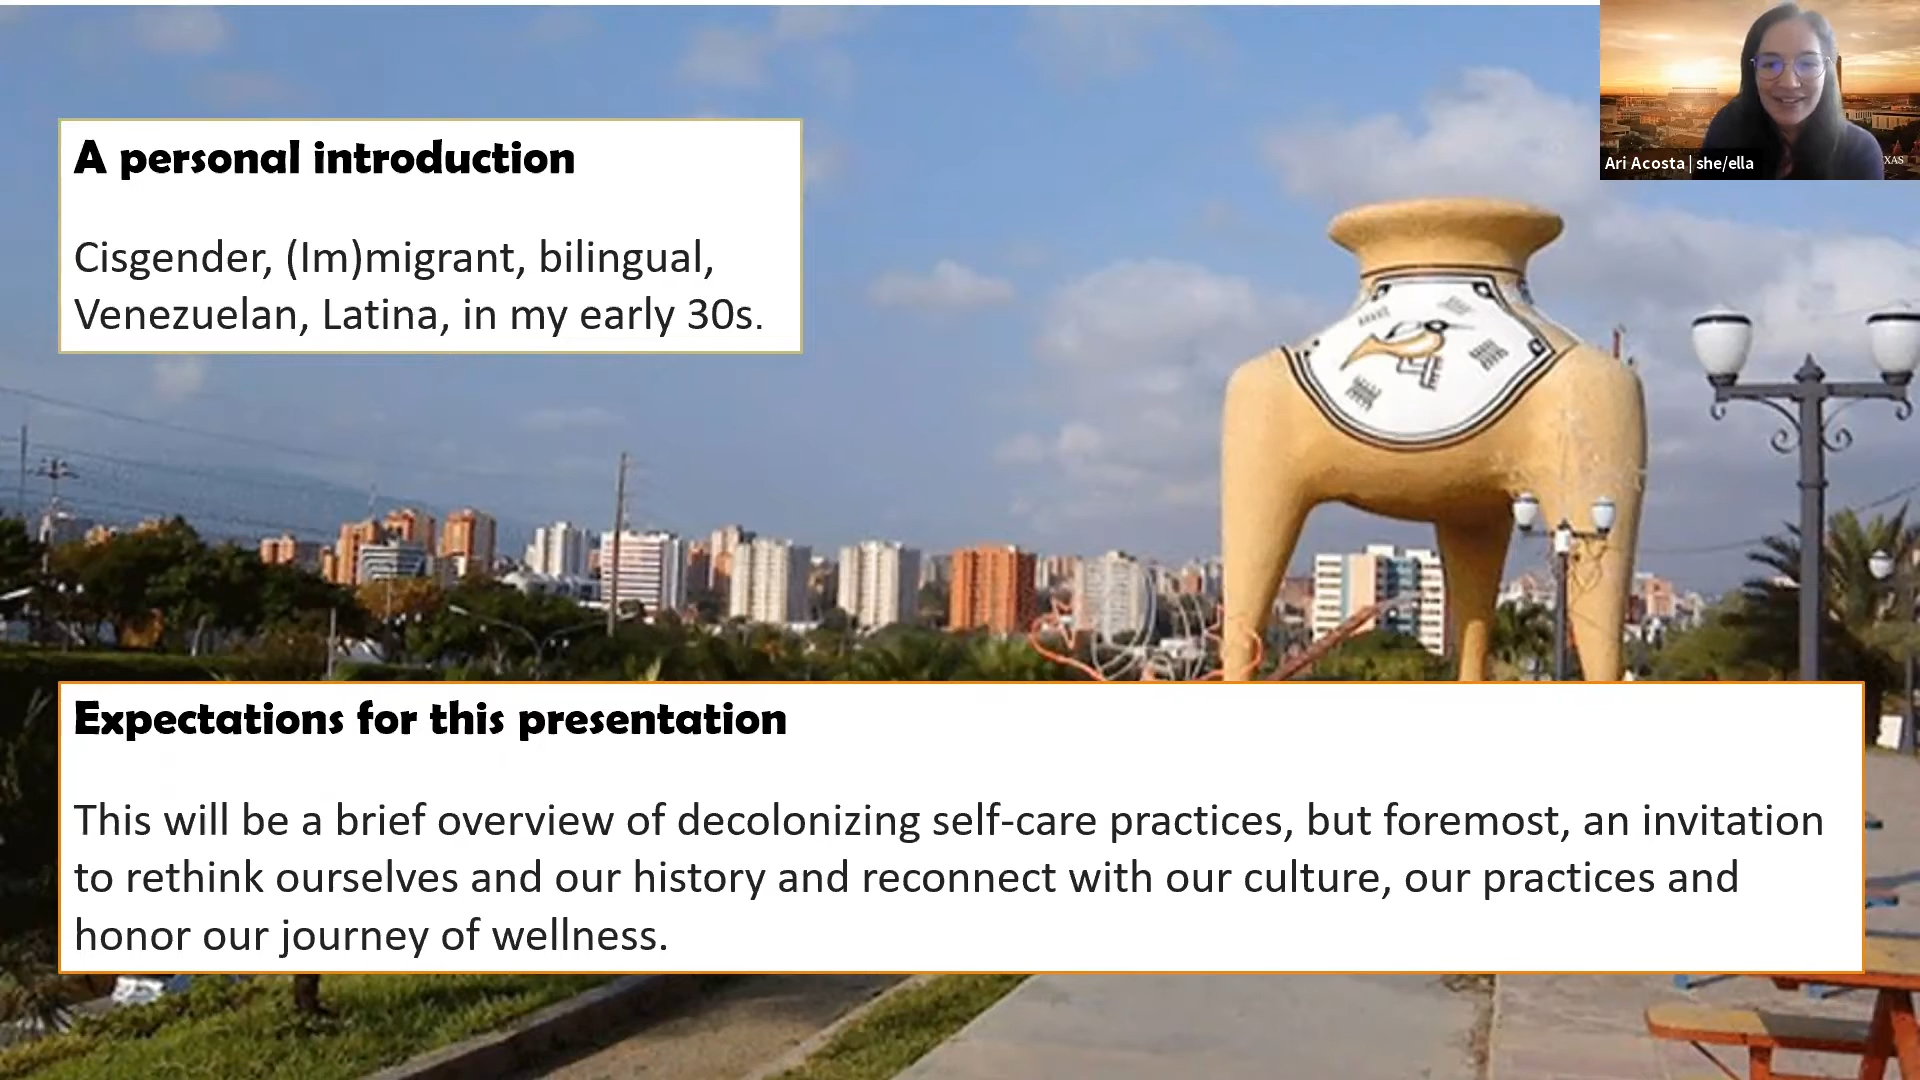 A personal introduction
Cisgender, (Im)migrant, bilingual,
Venezuelan, Latina, in my early 30s.
Ari Acosta | she/ella
XAS
Expectations for this presentation
This will be a brief overview of decolonizing self-care practices, but foremost, an invitation
to rethink ourselves and our history and reconnect with our culture, our practices and
honor our journey of wellness.